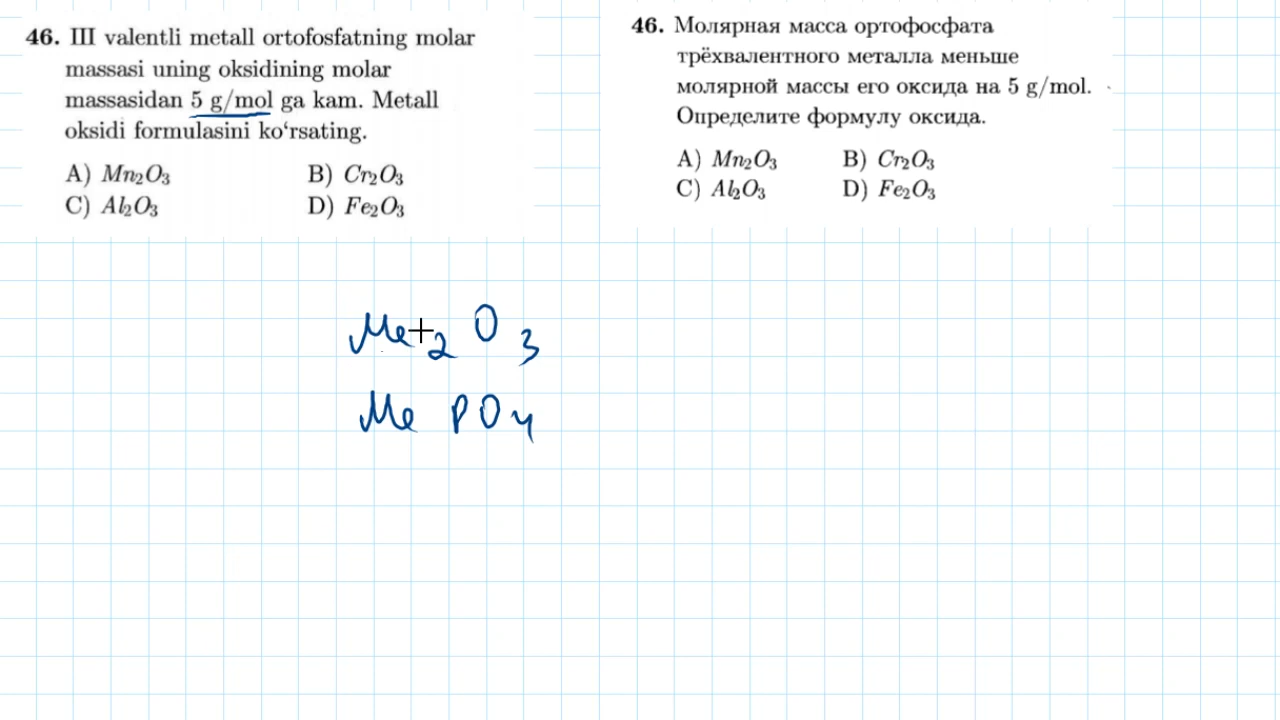 46. III valentli metall ortofosfatning molar
massasi uning oksidining molar
massasidan 5 g/mol ga kam. Metall
oksidi formulasini ko‘rsating.
A) Mn₂O₃ B) Cr₂O₃
C) Al₂O₃ D) Fe₂O₃
46. Молярная масса ортофосфата
трёхвалентного металла меньше
молярной массы его оксида на 5 g/mol.
Определите формулу оксида.
A) Mn₂O₃ B) Cr₂O₃
C) Al₂O₃ D) Fe₂O₃
Me₂O₃
MePO₄